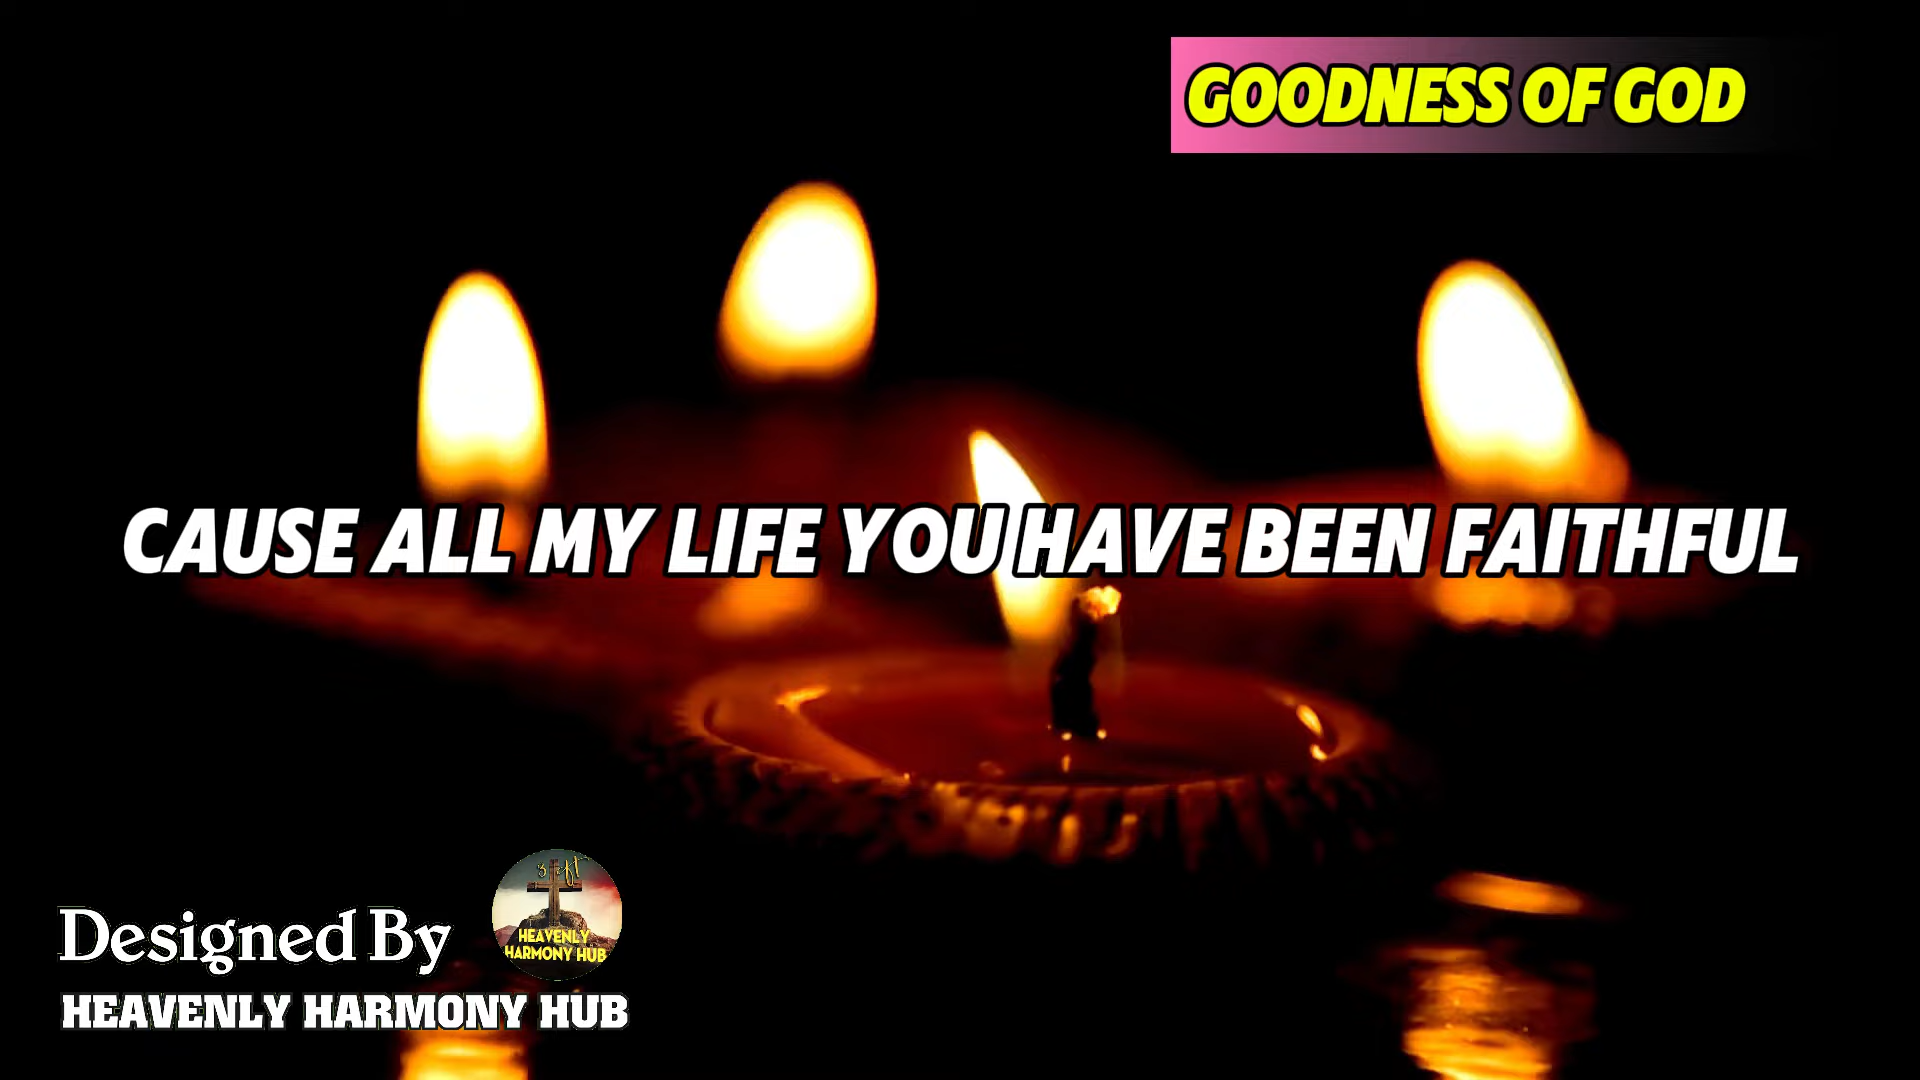 GOODNESS OF GOD
CAUSE ALL MY LIFE YOU HAVE BEEN FAITHFUL
Designed By
HEAVENLY
HARMONY HUB
HEAVENLY HARMONY HUB